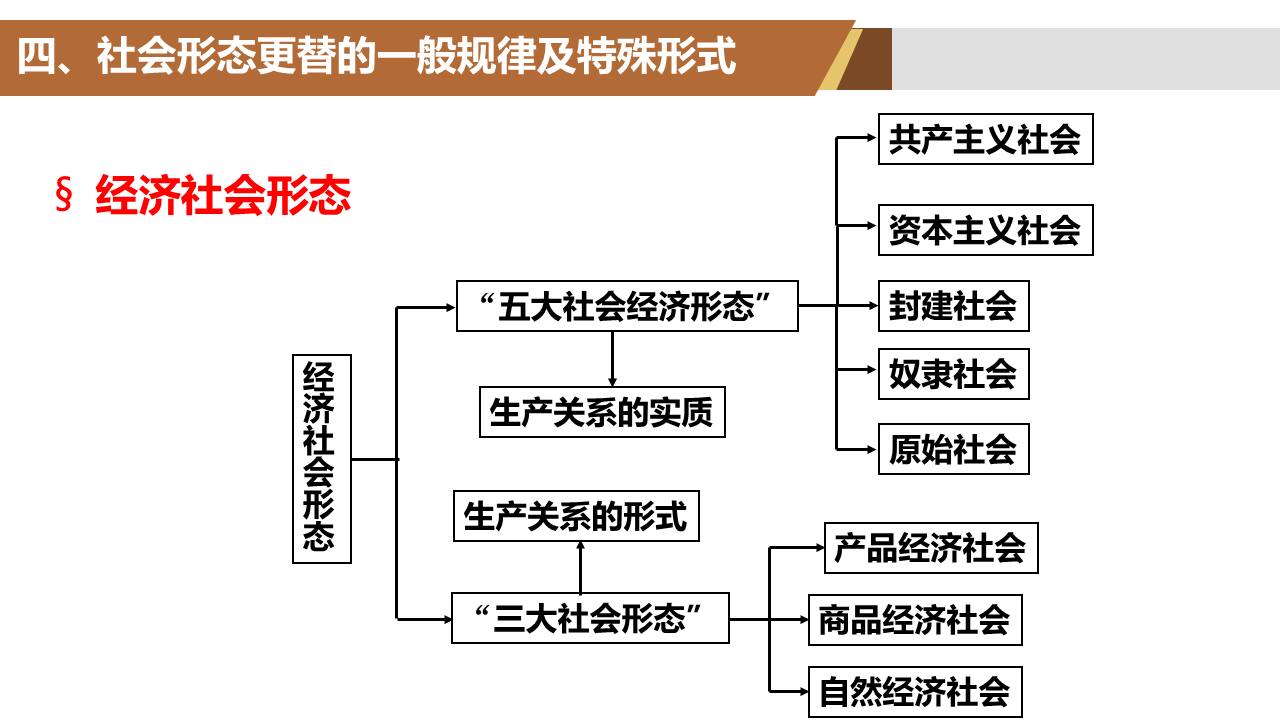 四、社会形态更替的一般规律及特殊形式
§ 经济社会形态
共产主义社会
资本主义社会
“五大社会经济形态”
封建社会
奴隶社会
经济社会形态
生产关系的实质
原始社会
生产关系的形式
产品经济社会
“三大社会形态”
商品经济社会
自然经济社会